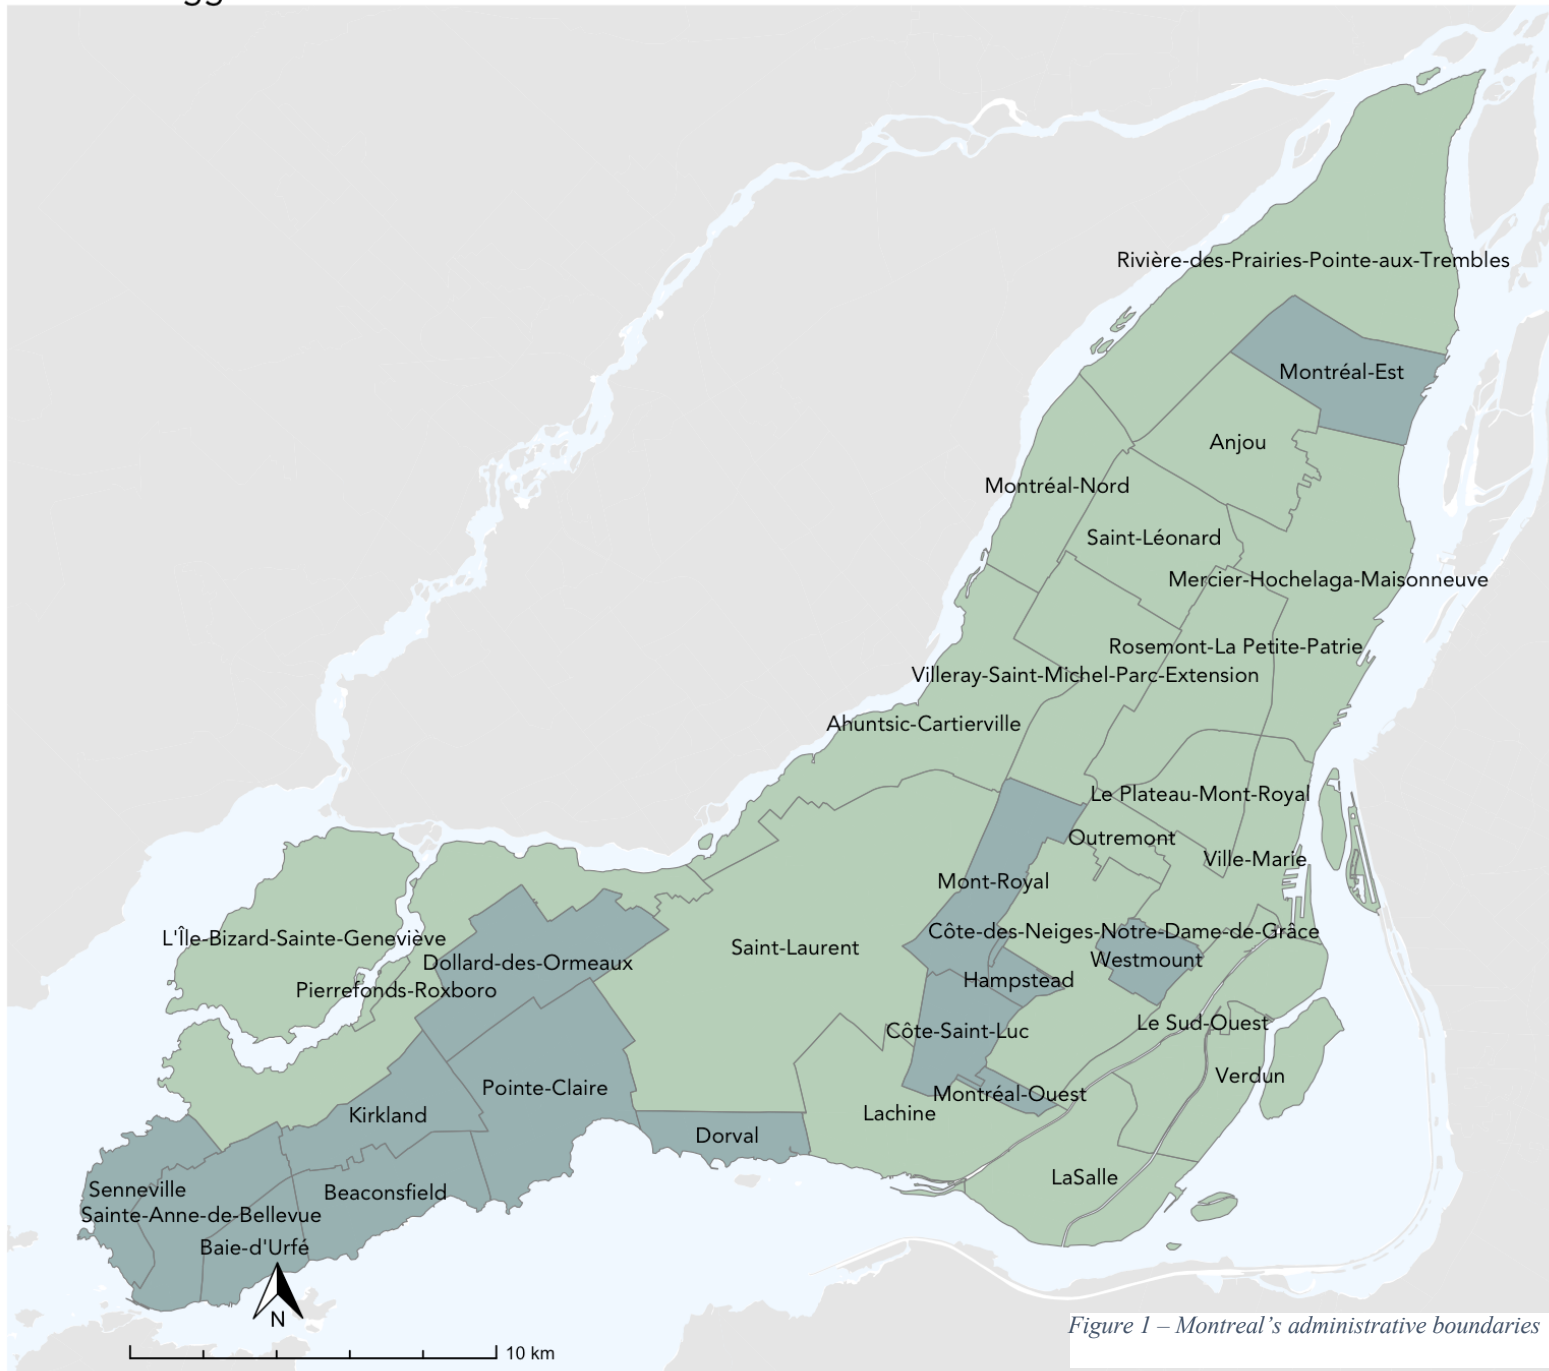 Rivière-des-Prairies-Pointe-aux-Trembles
Montréal-Est
Anjou
Montréal-Nord
Saint-Léonard
Mercier-Hochelaga-Maisonneuve
Rosemont-La Petite-Patrie
Villeray-Saint-Michel-Parc-Extension
Ahuntsic-Cartierville
Le Plateau-Mont-Royal
Outremont
Ville-Marie
Mont-Royal
Côte-des-Neiges-Notre-Dame-de-Grâce
L'Île-Bizard-Sainte-Geneviève
Saint-Laurent
Westmount
Dollard-des-Ormeaux
Hampstead
Pierrefonds-Roxboro
Le Sud-Ouest
Côte-Saint-Luc
Verdun
Pointe-Claire
Montréal-Ouest
Kirkland
Lachine
Dorval
LaSalle
Senneville
Beaconsfield
Sainte-Anne-de-Bellevue
Baie-d'Urfé
N
10 km
Figure 1 – Montreal's administrative boundaries